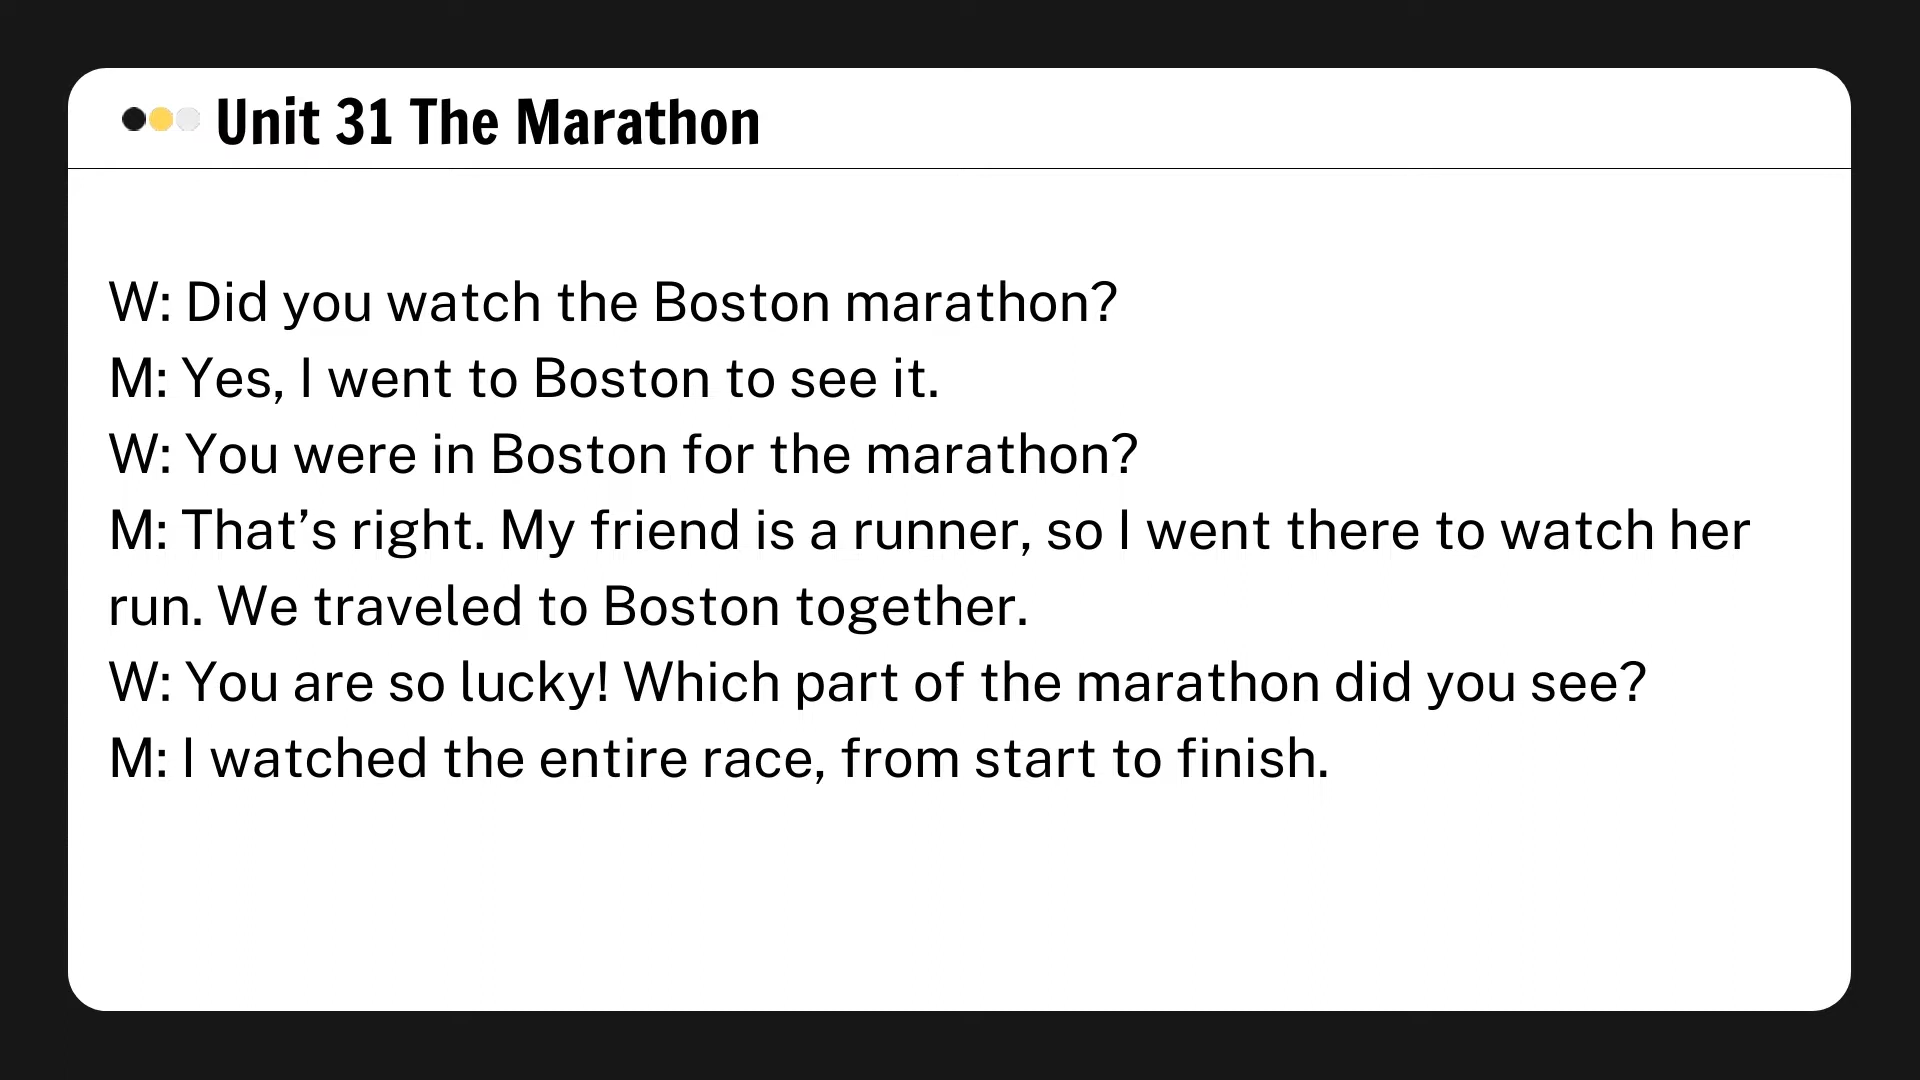 Unit 31 The Marathon
W: Did you watch the Boston marathon?
M: Yes, I went to Boston to see it.
W: You were in Boston for the marathon?
M: That’s right. My friend is a runner, so I went there to watch her
run. We traveled to Boston together.
W: You are so lucky! Which part of the marathon did you see?
M: I watched the entire race, from start to finish.